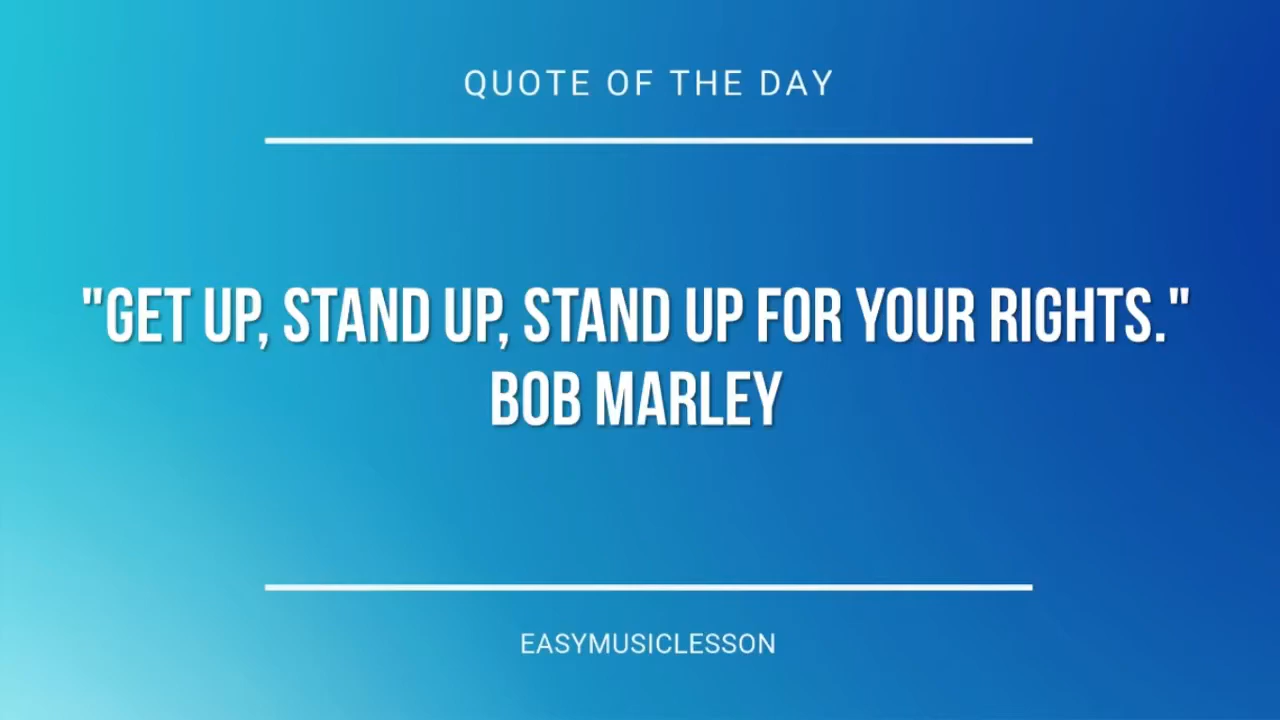 QUOTE OF THE DAY
"GET UP, STAND UP, STAND UP FOR YOUR RIGHTS."
BOB MARLEY
EASYMUSICLESSON